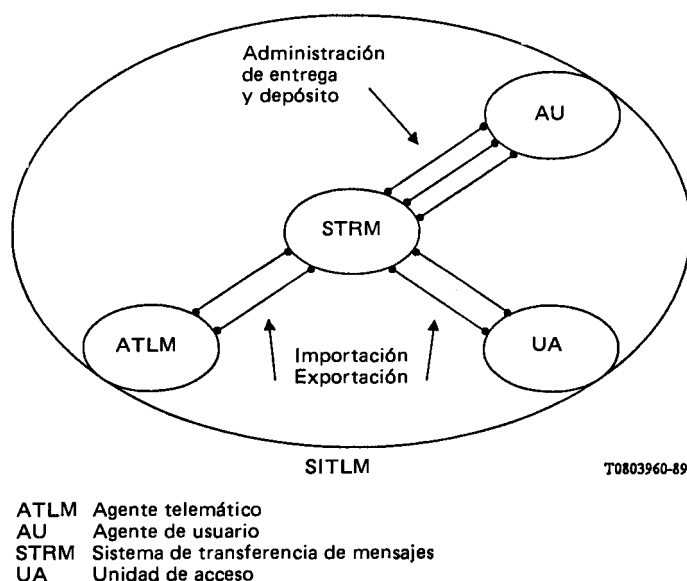 Administración
de entrega
y depósito
AU
STRM
ATLM
Importación
Exportación
UA
SITLM
T0803960-89
ATLM Agente telemático
AU Agente de usuario
STRM Sistema de transferencia de mensajes
UA Unidad de acceso